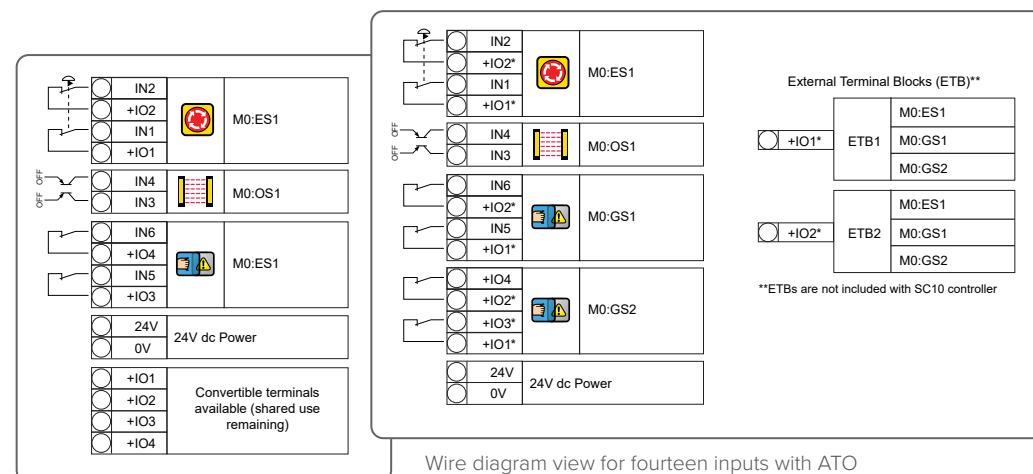 IN2
+IO2
IN1
+IO1
M0:ES1
OFF
OFF
IN4
IN3
M0:OS1
IN6
+IO4
IN5
+IO3
M0:ES1
24V
0V
24V dc Power
+IO1
+IO2
+IO3
+IO4
Convertible terminals
available (shared use
remaining)
IN2
+IO2*
IN1
+IO1*
M0:ES1
OFF
OFF
IN4
IN3
M0:OS1
IN6
+IO2*
IN5
+IO1*
M0:GS1
+IO4
+IO2*
+IO3*
+IO1*
M0:GS2
24V
0V
24V dc Power
External Terminal Blocks (ETB)**
+IO1*
ETB1
M0:ES1
M0:GS1
M0:GS2
+IO2*
ETB2
M0:ES1
M0:GS1
M0:GS2
**ETBs are not included with SC10 controller
Wire diagram view for fourteen inputs with ATO